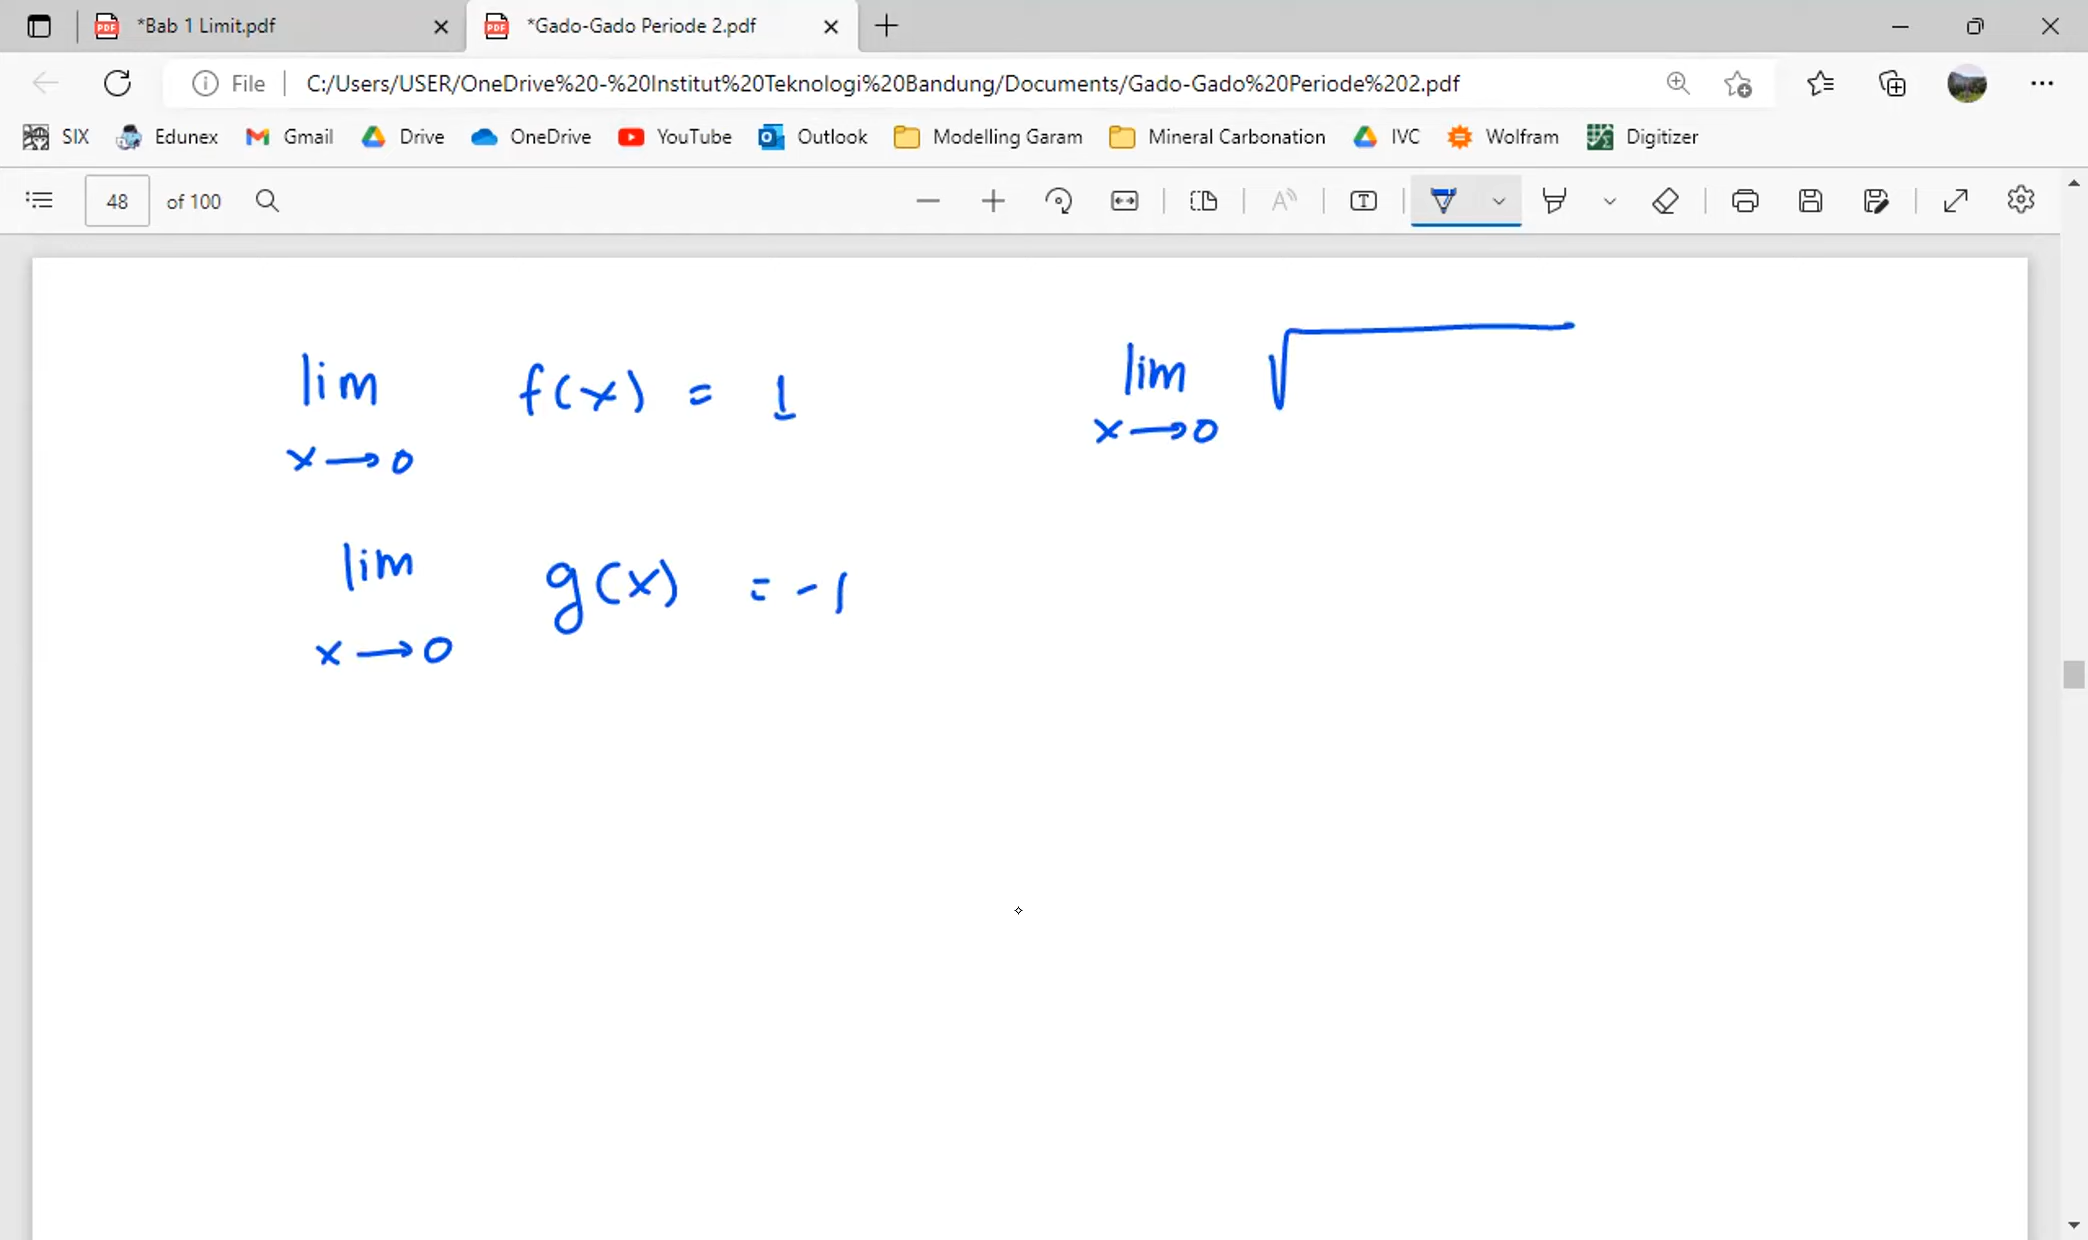 *Bab 1 Limit.pdf
*Gado-Gado Periode 2.pdf
File | C:/Users/USER/OneDrive%20-%20Institut%20Teknologi%20Bandung/Documents/Gado-Gado%20Periode%202.pdf
SIX Edunex Gmail Drive OneDrive YouTube Outlook Modelling Garam Mineral Carbonation IVC Wolfram Digitizer
48 of 100
lim f(x) = 1
x → 0
lim √
x → 0
lim g(x) = -1
x → 0